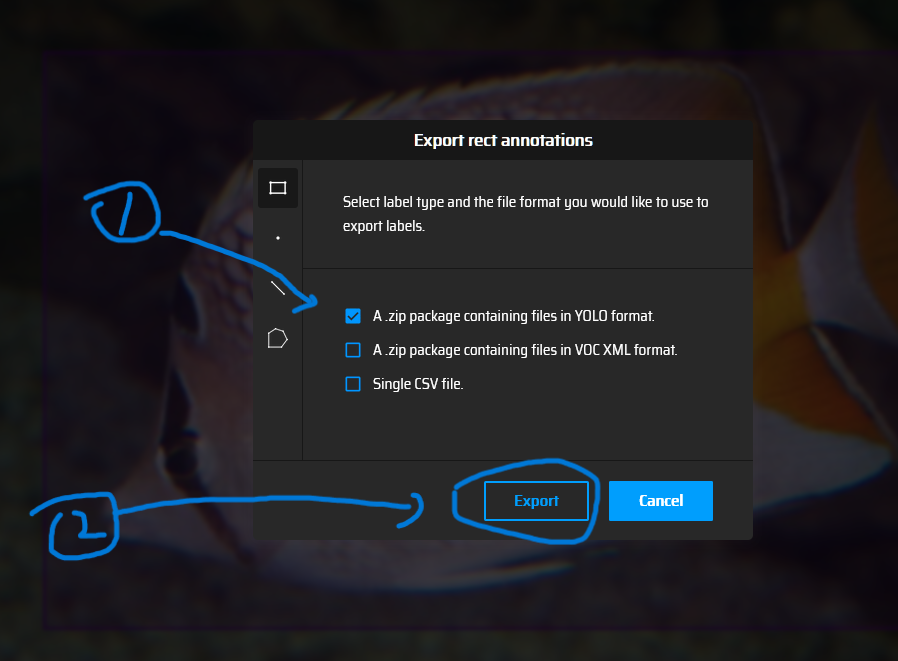 Export rect annotations
1
Select label type and the file format you would like to use to
export labels.
A .zip package containing files in YOLO format.
A .zip package containing files in VOC XML format.
Single CSV file.
2
Export
Cancel